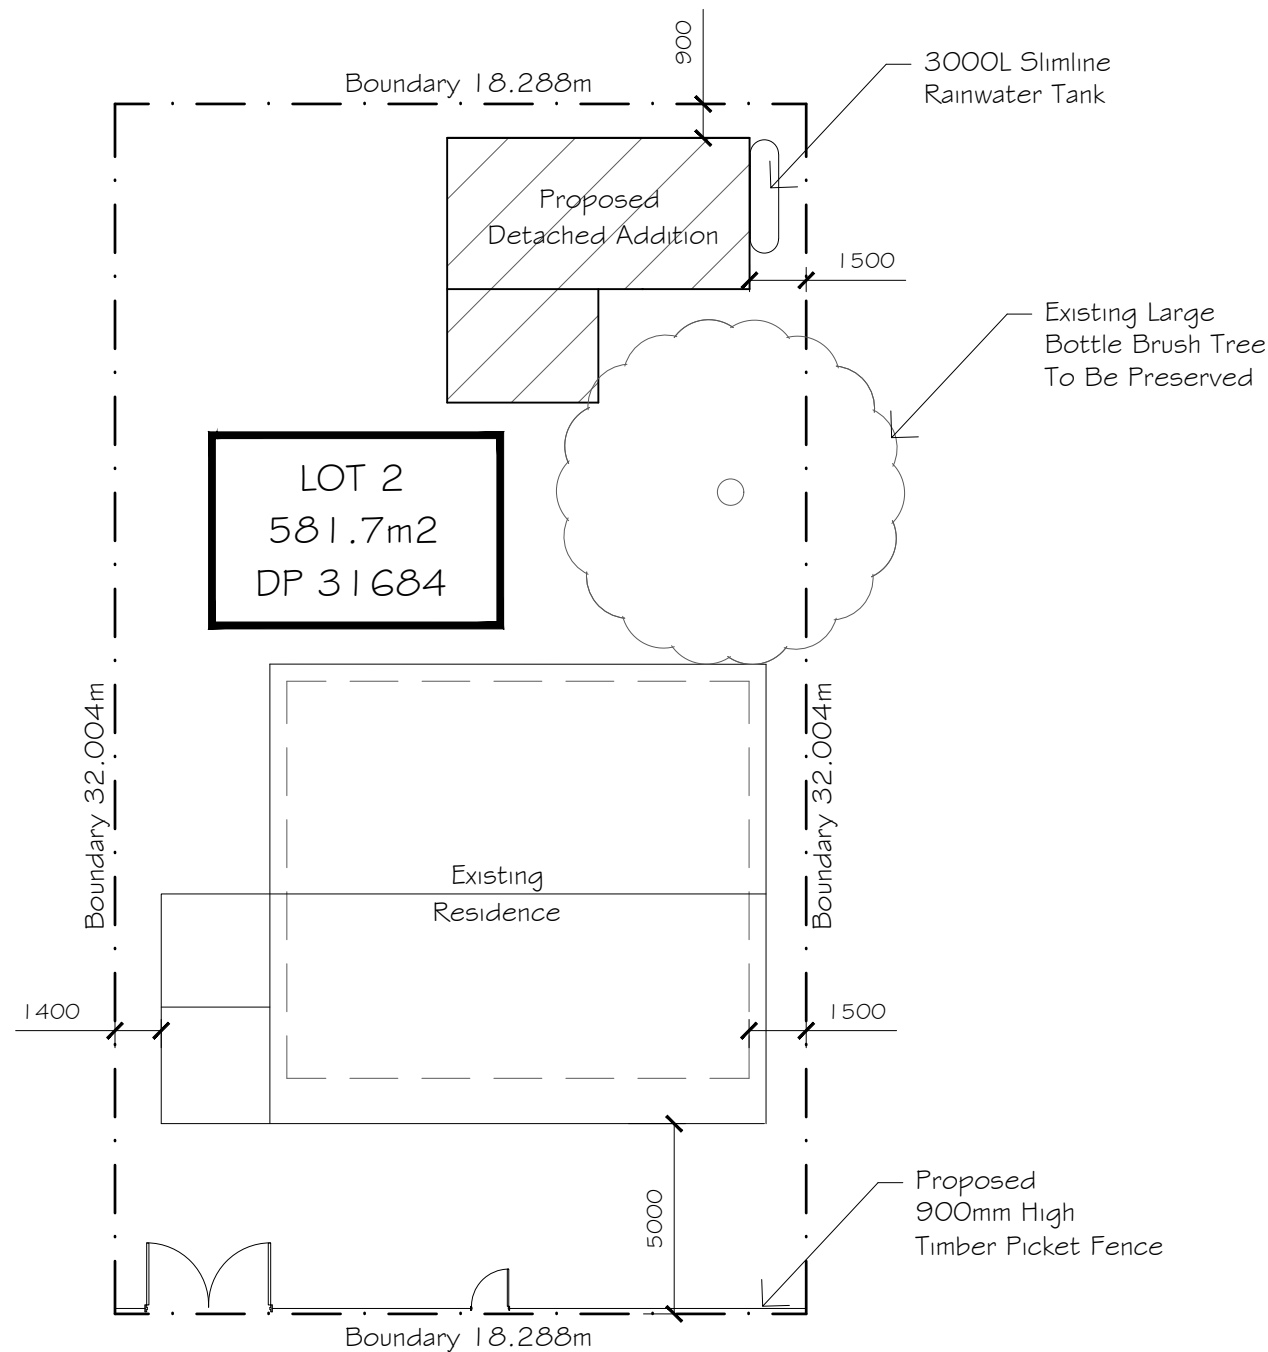 900
3000L Slimline
Rainwater Tank
Boundary 18.288m
Proposed
Detached Addition
1500
Existing Large
Bottle Brush Tree
To Be Preserved
LOT 2
581.7m2
DP 31684
Boundary 32.004m
Boundary 32.004m
Existing
Residence
1400
1500
5000
Proposed
900mm High
Timber Picket Fence
Boundary 18.288m